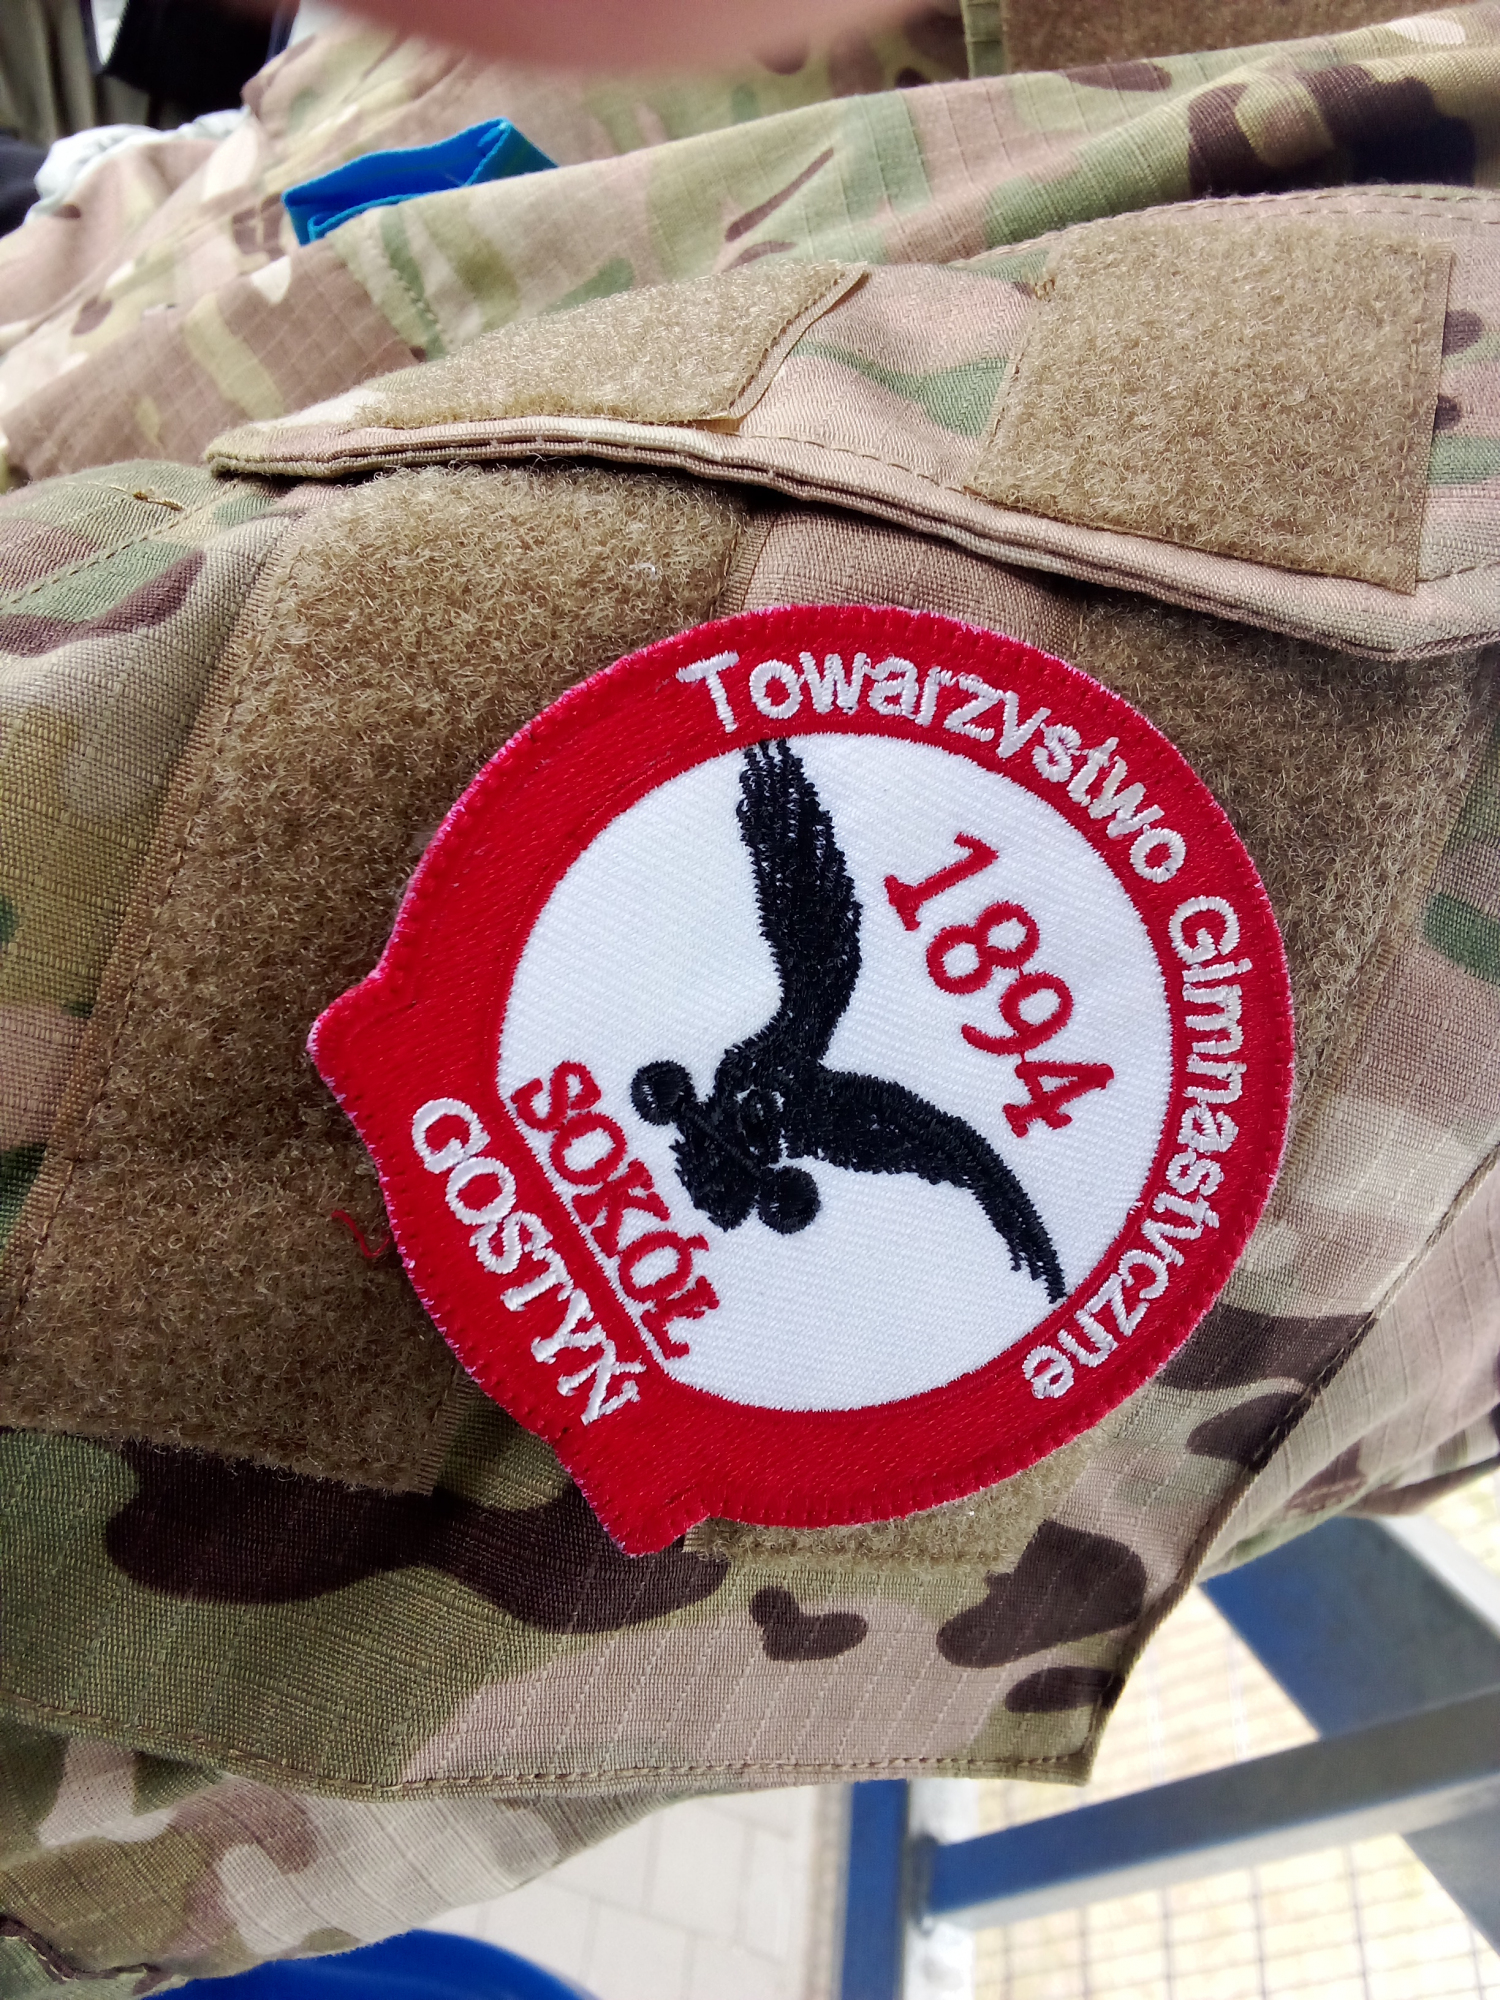 Towarzystwo Gimnastyczne
1894
SOKÓŁ
GOSTYŃ